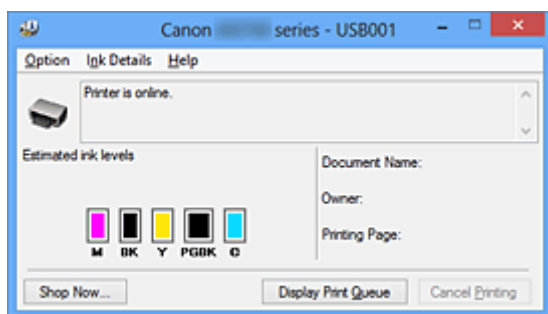 Canon series - USB001
Option Ink Details Help
Printer is online.
Estimated ink levels
Document Name:
Owner:
Printing Page:
M BK Y PGBK C
Shop Now... Display Print Queue Cancel Printing